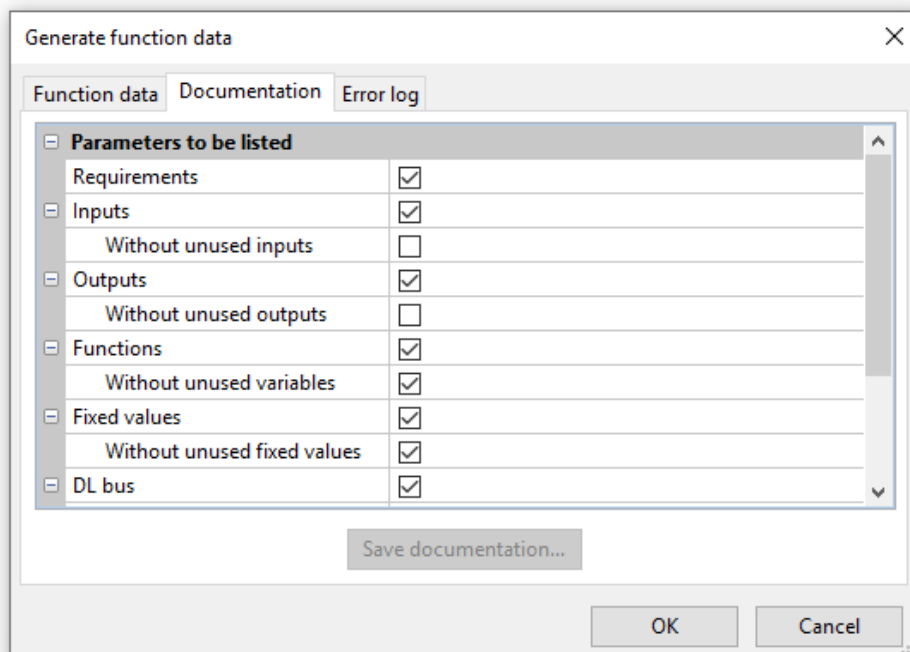 Generate function data
Function data Documentation Error log
Parameters to be listed
Requirements
Inputs
Without unused inputs
Outputs
Without unused outputs
Functions
Without unused variables
Fixed values
Without unused fixed values
DL bus
Save documentation...
OK Cancel